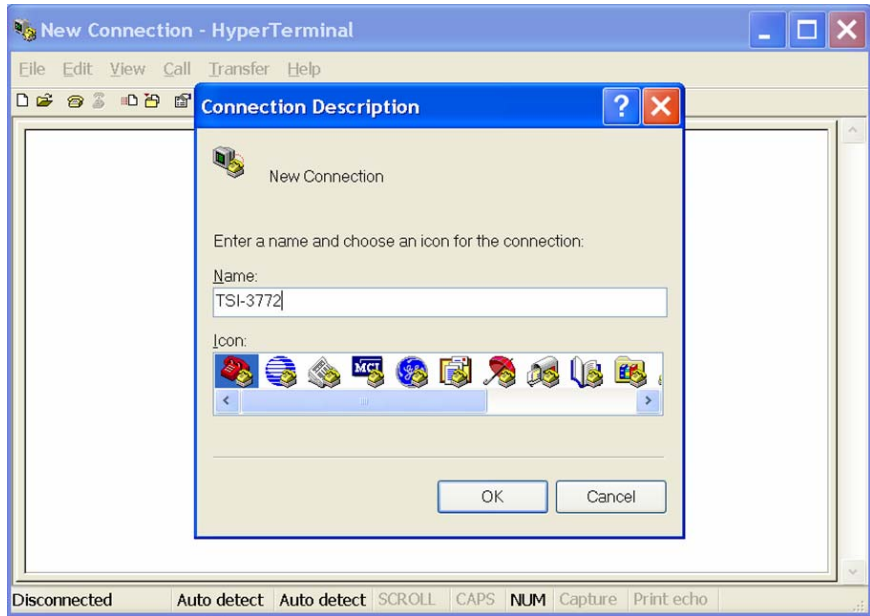 New Connection - HyperTerminal
File Edit View Call Transfer Help
Connection Description
New Connection
Enter a name and choose an icon for the connection:
Name:
TSI-3772
Icon:
MCI
OK Cancel
Disconnected Auto detect Auto detect SCROLL CAPS NUM Capture Print echo